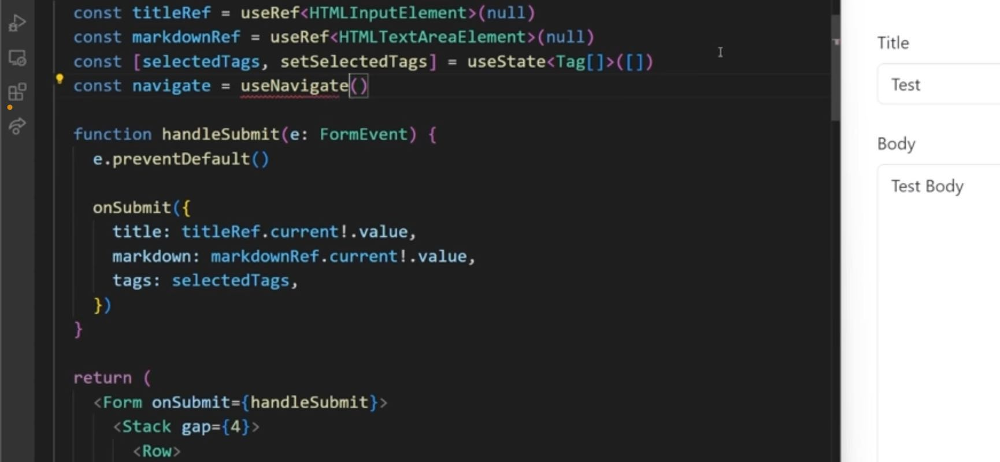 const titleRef = useRef<HTMLInputElement>(null)
const markdownRef = useRef<HTMLTextAreaElement>(null)
const [selectedTags, setSelectedTags] = useState<Tag[]>([])
const navigate = useNavigate()
function handleSubmit(e: FormEvent) {
e.preventDefault()
onSubmit({
title: titleRef.current!.value,
markdown: markdownRef.current!.value,
tags: selectedTags,
})
}
return (
<Form onSubmit={handleSubmit}>
<Stack gap={4}>
<Row>
Title
Test
Body
Test Body